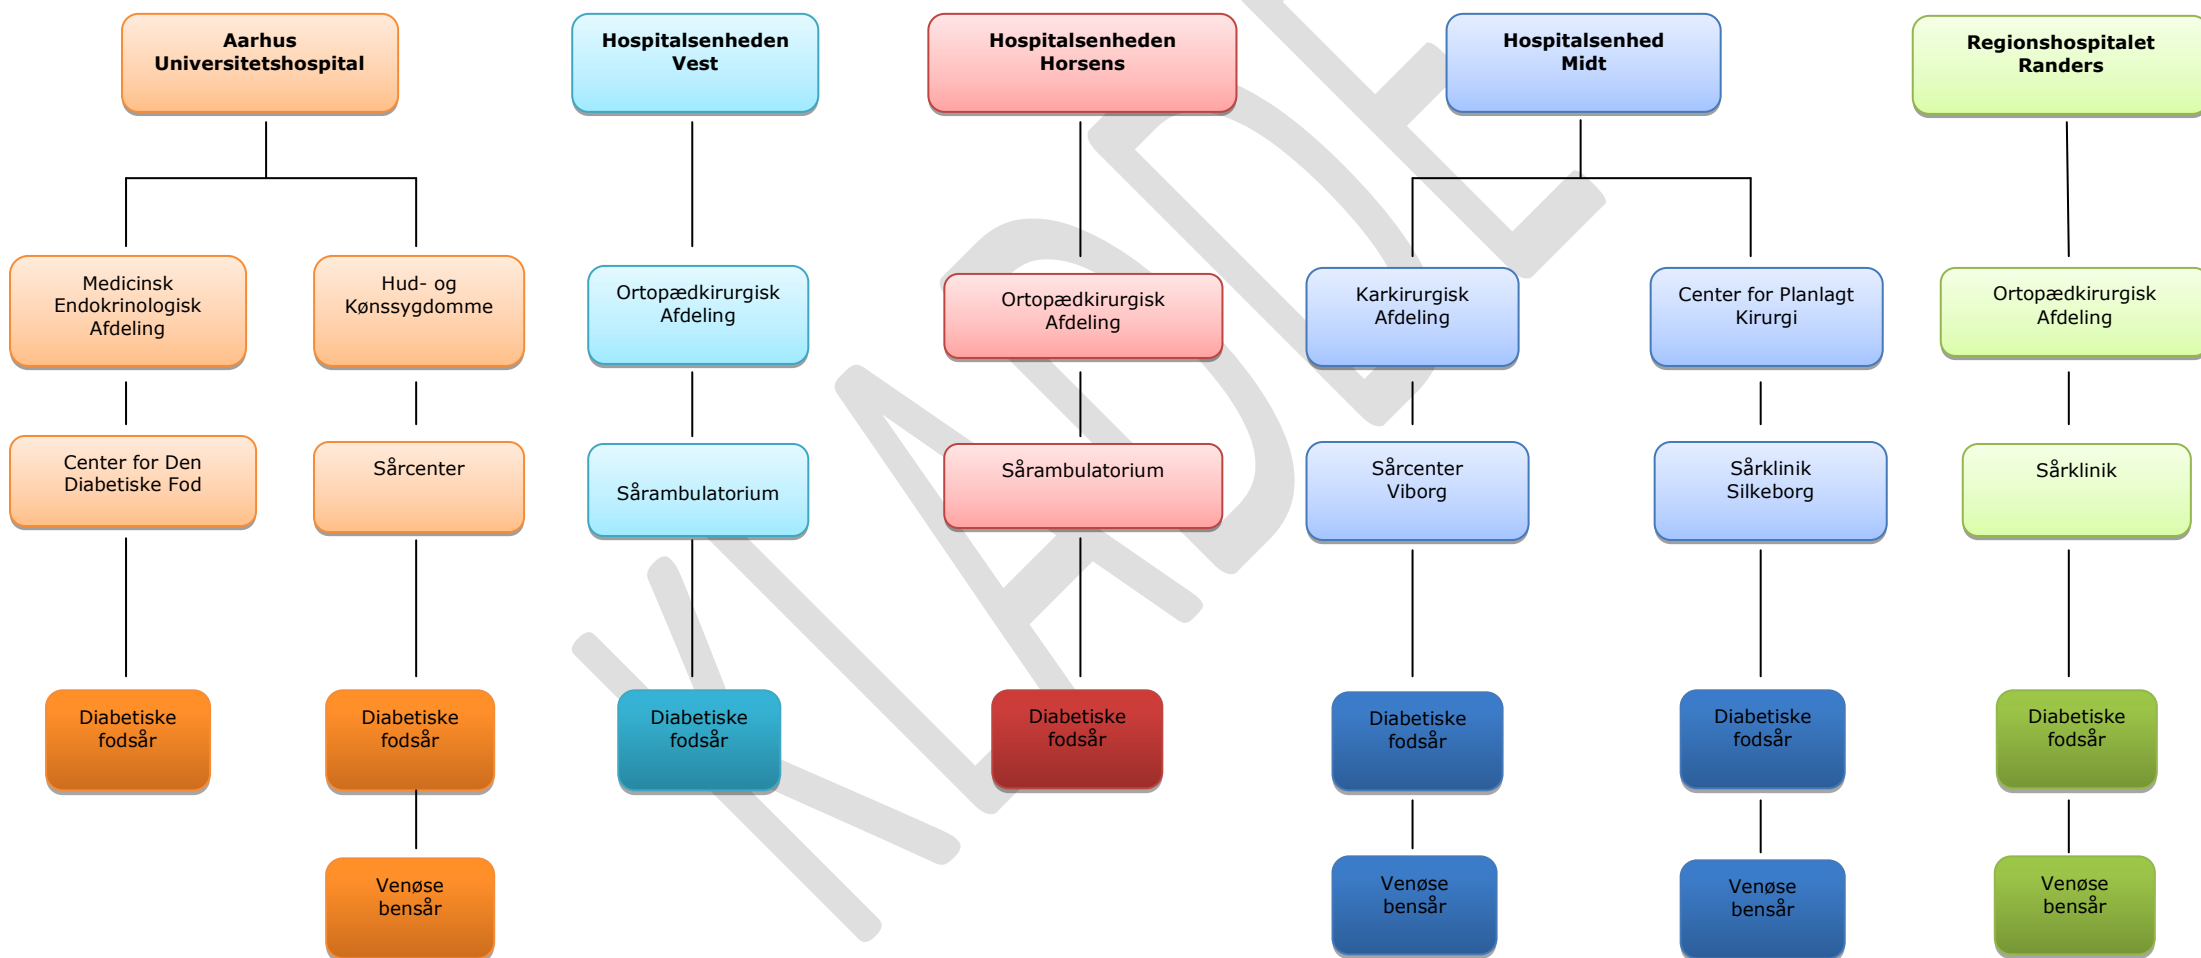 Aarhus
Universitetshospital
Hospitalsenheden
Vest
Hospitalsenheden
Horsens
Hospitalsenhed
Midt
Regionshospitalet
Randers
Medicinsk
Endokrinologisk
Afdeling
Hud- og
Kønssygdomme
Ortopædkirurgisk
Afdeling
Ortopædkirurgisk
Afdeling
Karkirurgisk
Afdeling
Center for Planlagt
Kirurgi
Ortopædkirurgisk
Afdeling
Center for Den
Diabetiske Fod
Sårcenter
Sårambulatorium
Sårambulatorium
Sårcenter
Viborg
Sårklinik
Silkeborg
Sårklinik
Diabetiske
fodsår
Diabetiske
fodsår
Diabetiske
fodsår
Diabetiske
fodsår
Diabetiske
fodsår
Diabetiske
fodsår
Diabetiske
fodsår
Venøse
bensår
Venøse
bensår
Venøse
bensår
Venøse
bensår
KLADDE